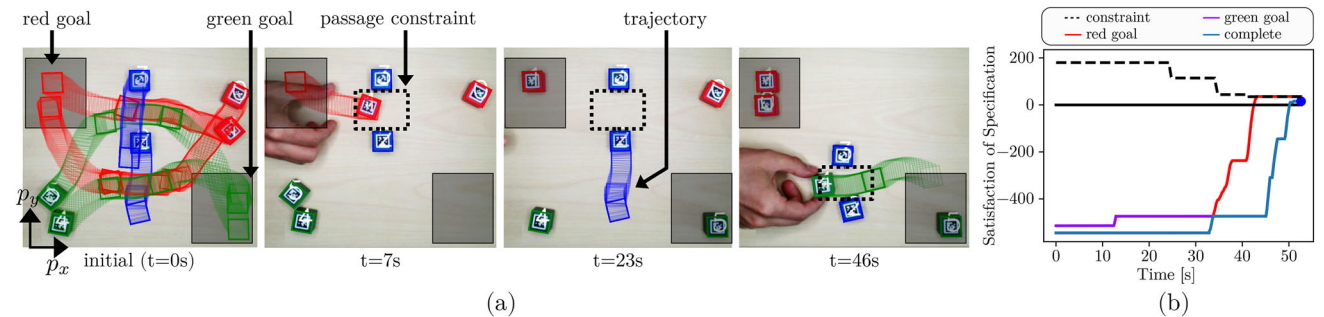 red goal
green goal
passage constraint
trajectory
p_y
p_x
initial (t=0s)
t=7s
t=23s
t=46s
(a)
constraint
red goal
green goal
complete
Satisfaction of Specification
200
0
−200
−400
0 10 20 30 40 50
Time [s]
(b)